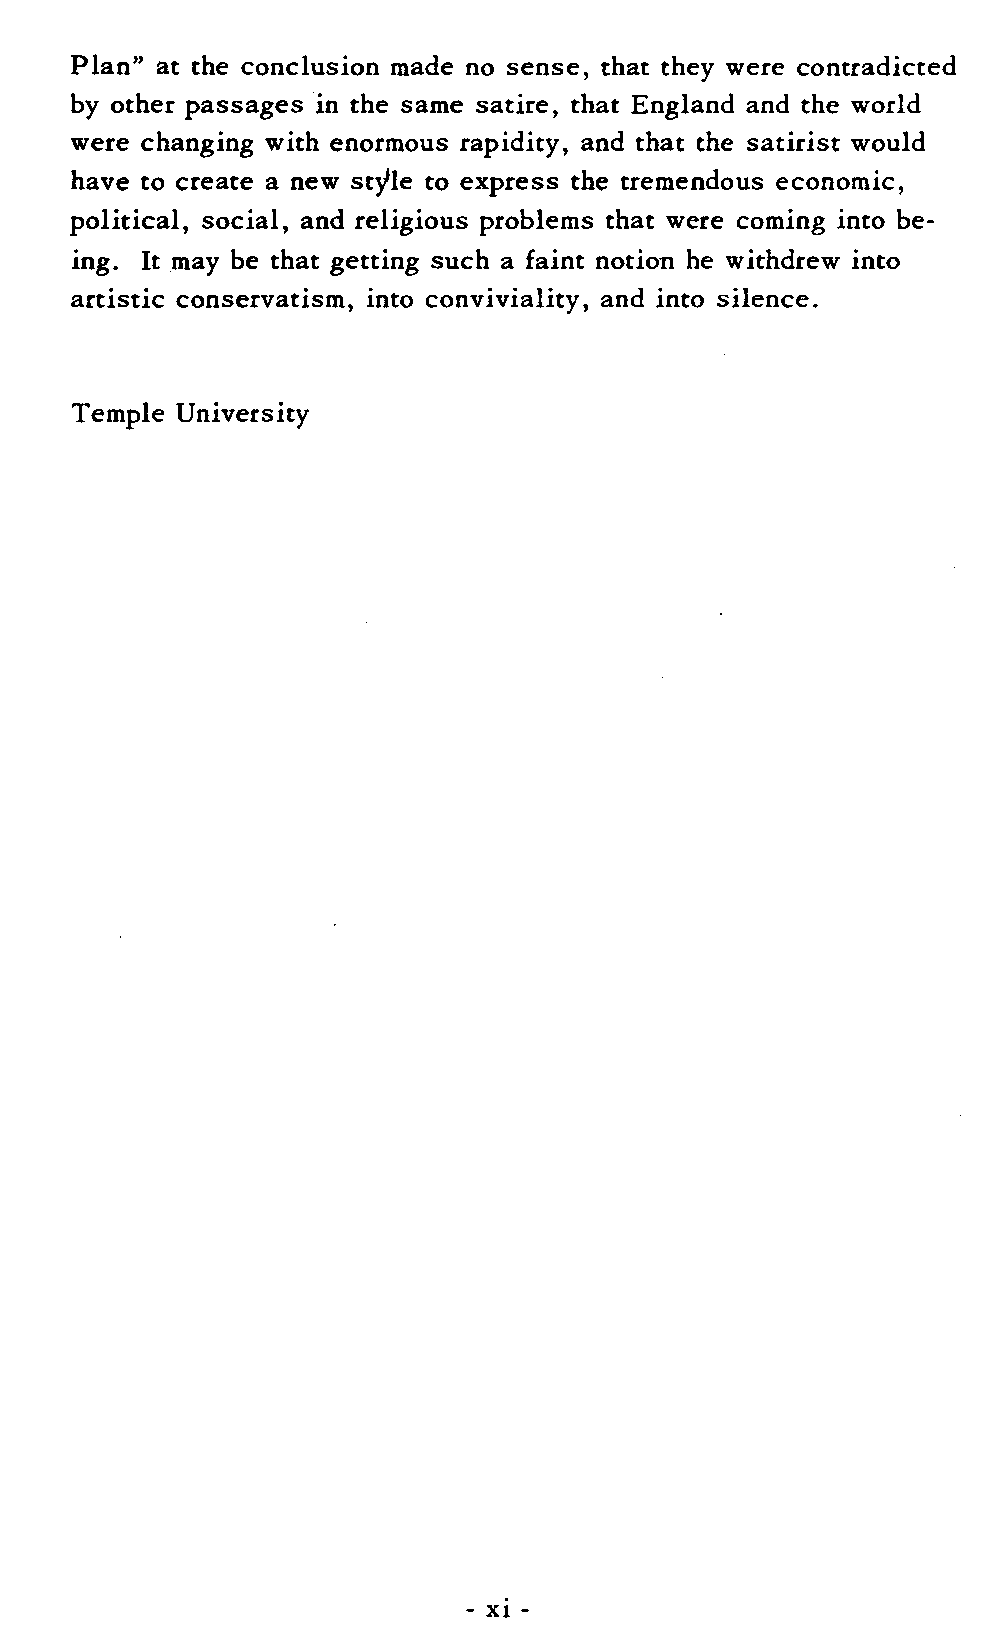 Plan” at the conclusion made no sense, that they were contradicted
by other passages in the same satire, that England and the world
were changing with enormous rapidity, and that the satirist would
have to create a new style to express the tremendous economic,
political, social, and religious problems that were coming into be-
ing. It may be that getting such a faint notion he withdrew into
artistic conservatism, into conviviality, and into silence.
Temple University
- xi -